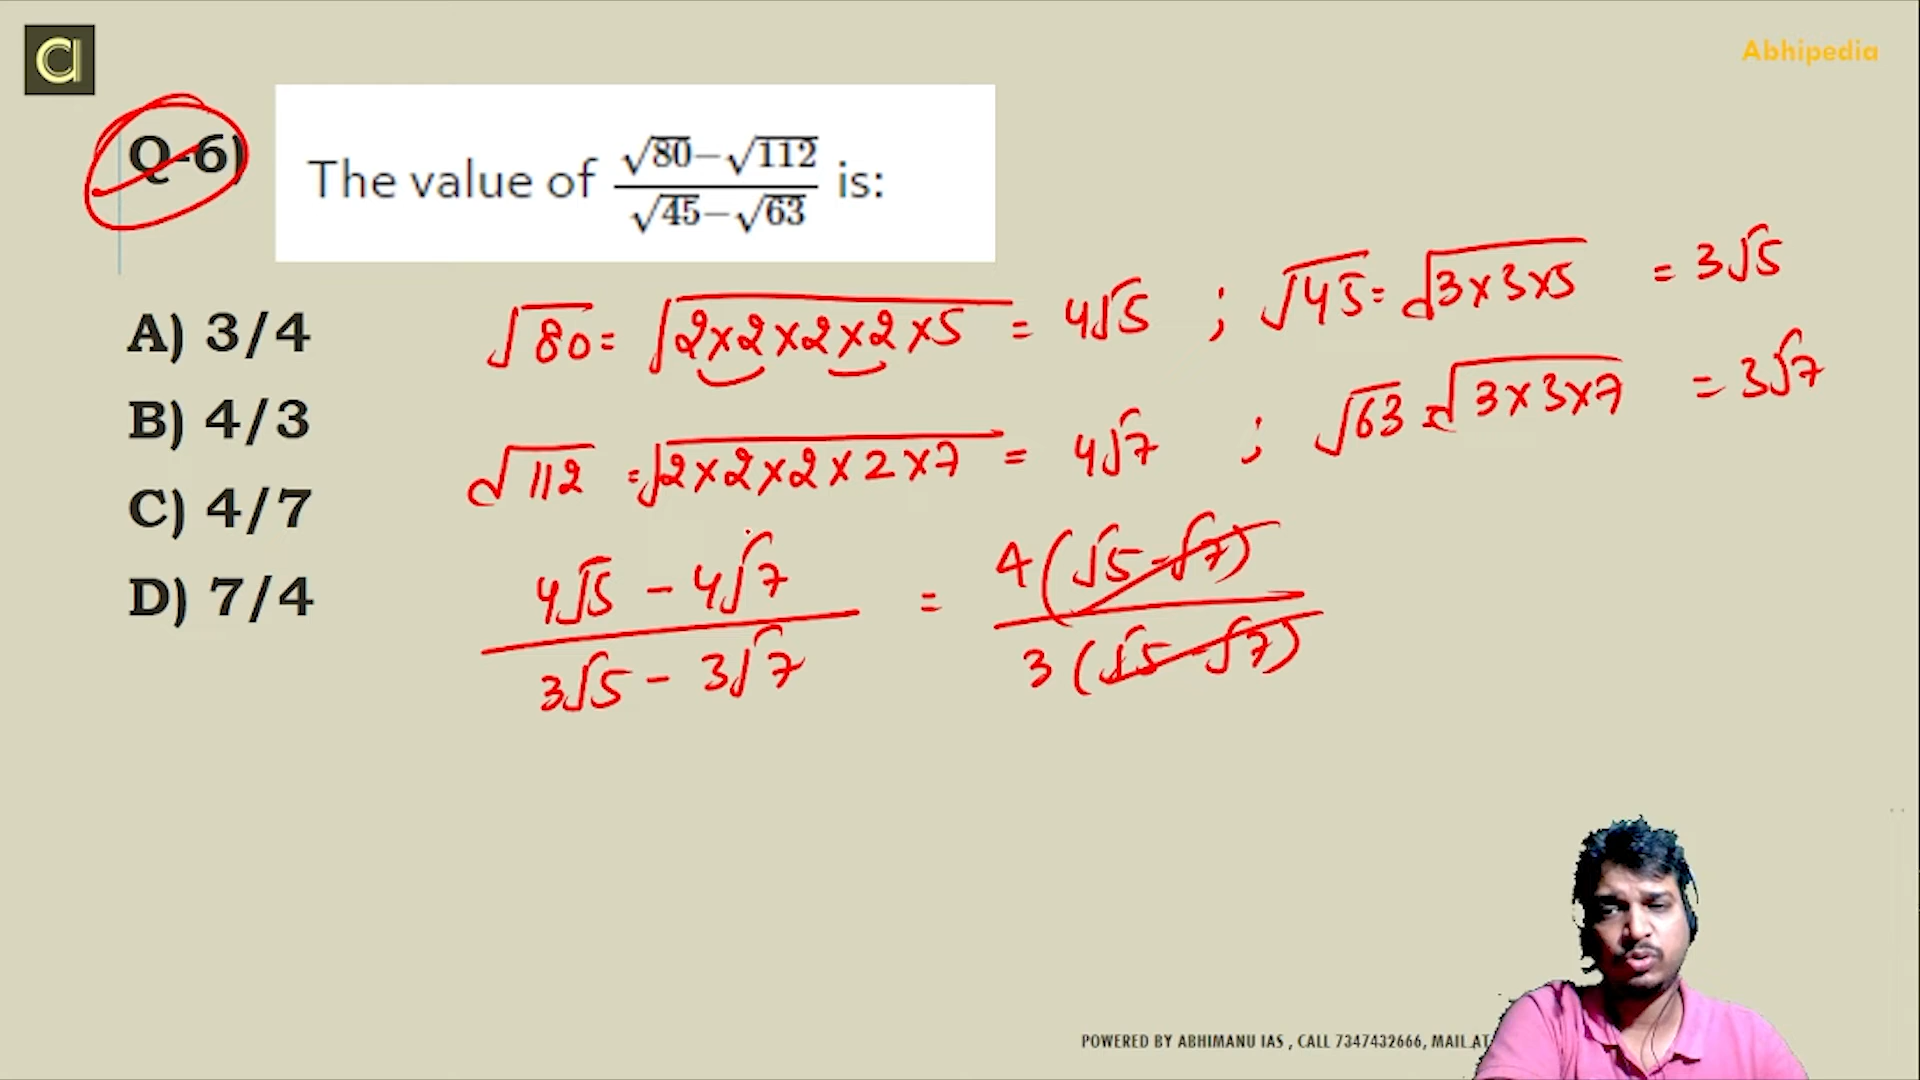 Abhipedia
Q-6)
The value of (√80−√112)/(√45−√63) is:
A) 3/4
B) 4/3
C) 4/7
D) 7/4
√80 = √2×2×2×2×5 = 4√5 ; √45 = √3×3×5 = 3√5
√112 = √2×2×2×2×7 = 4√7 ; √63 = √3×3×7 = 3√7
(4√5 − 4√7)/(3√5 − 3√7) = 4(√5−√7)/3(√5−√7)
POWERED BY ABHIMANU IAS , CALL 7347432666, MAIL AT